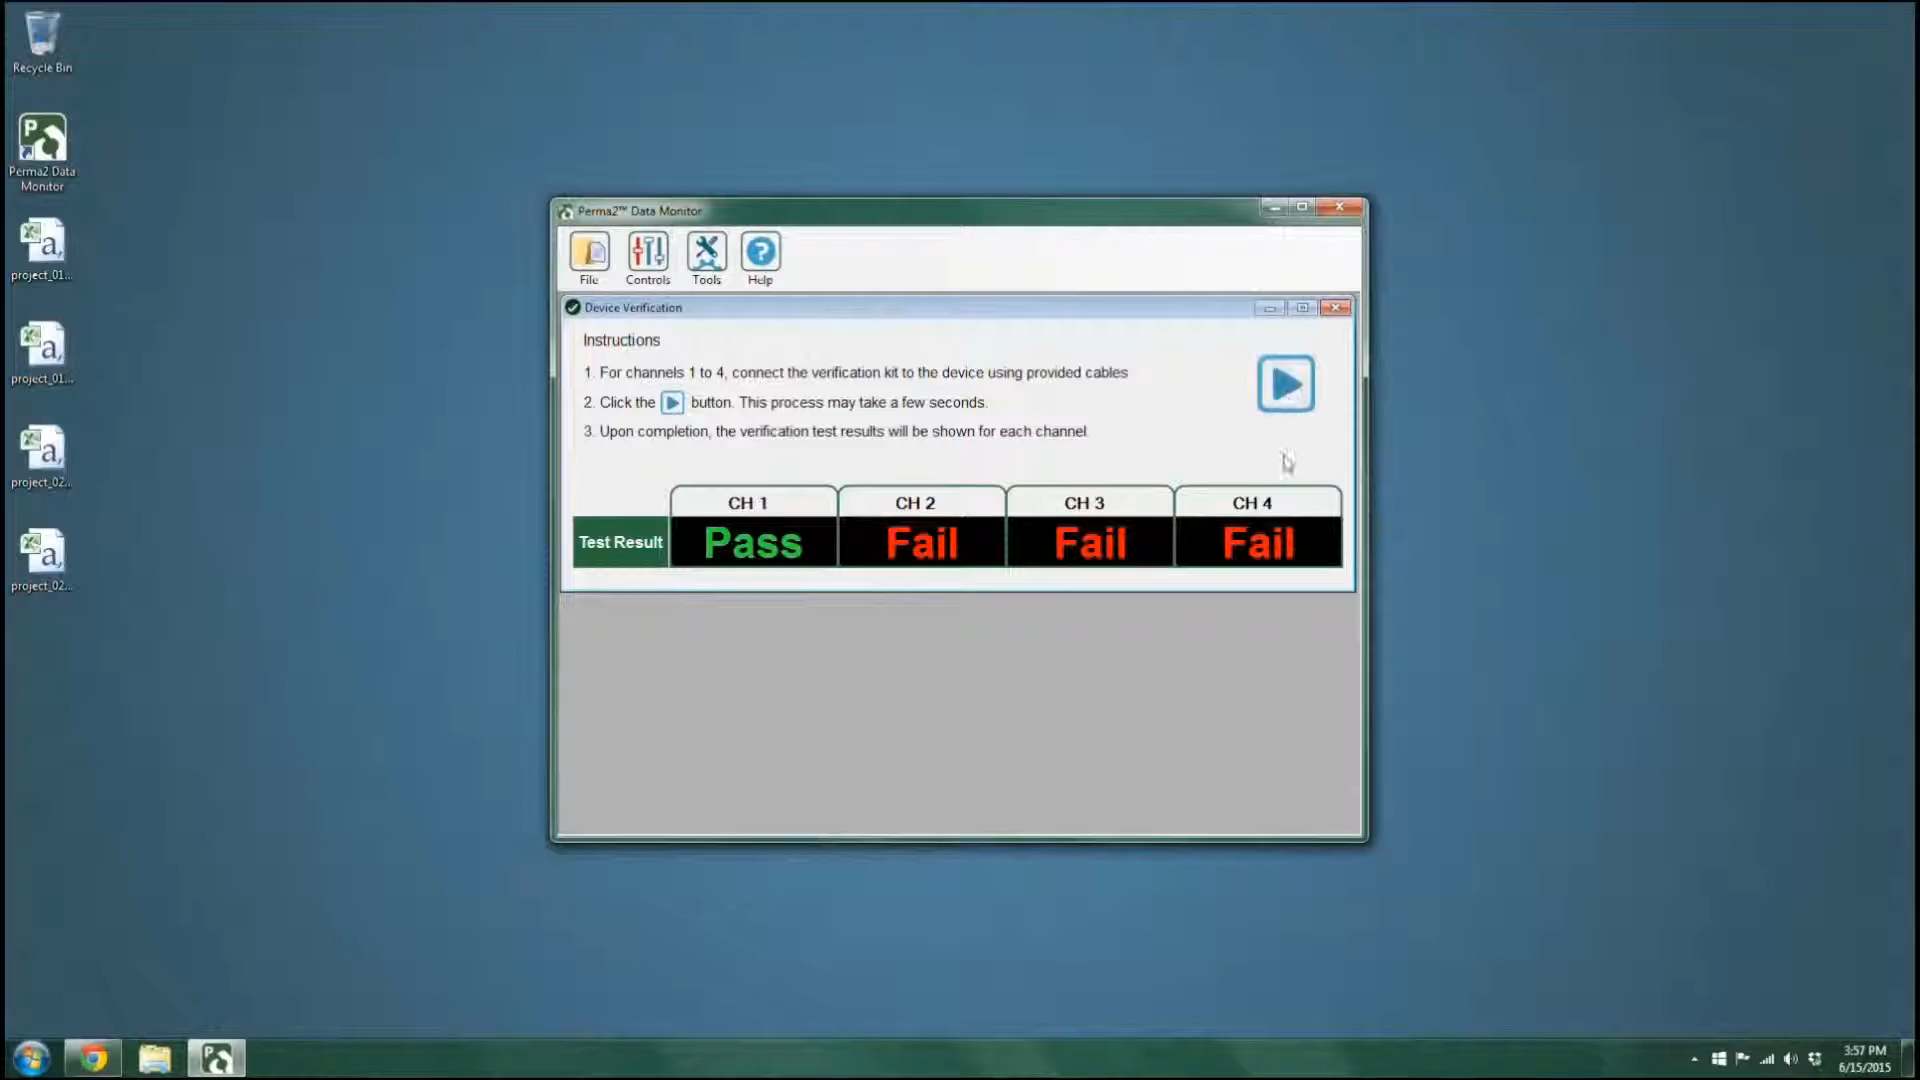 Recycle Bin
Perma2 Data
Monitor
project_01...
project_01...
project_02...
project_02...
Perma2™ Data Monitor
File
Controls
Tools
Help
Device Verification
Instructions
1. For channels 1 to 4, connect the verification kit to the device using provided cables
2. Click the button. This process may take a few seconds.
3. Upon completion, the verification test results will be shown for each channel.
CH 1
CH 2
CH 3
CH 4
Test Result
Pass
Fail
Fail
Fail
3:57 PM
6/15/2015